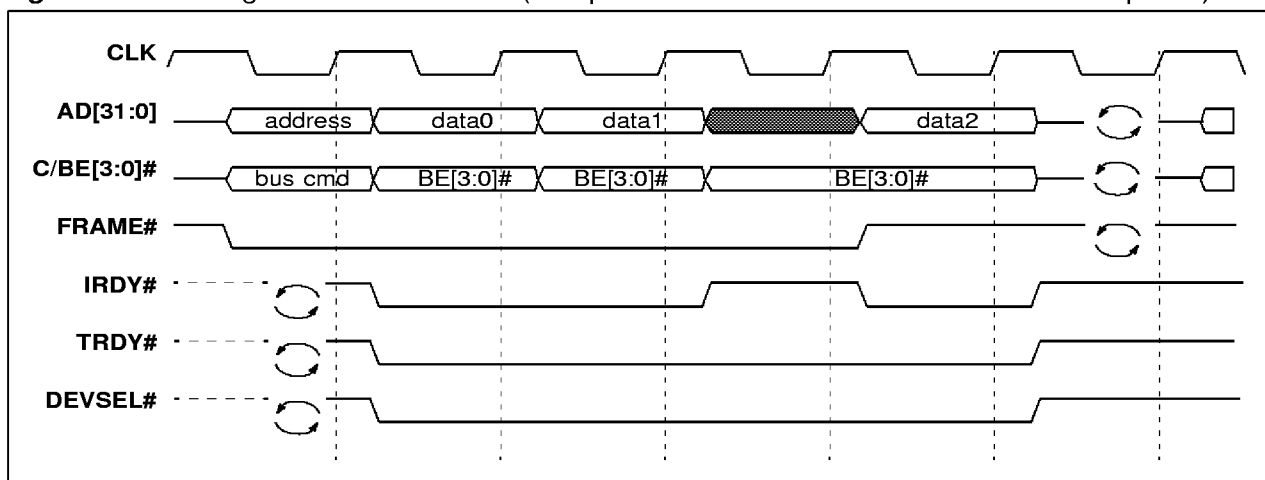 CLK
AD[31:0] address data0 data1 data2
C/BE[3:0]# bus cmd BE[3:0]# BE[3:0]# BE[3:0]#
FRAME#
IRDY#
TRDY#
DEVSEL#